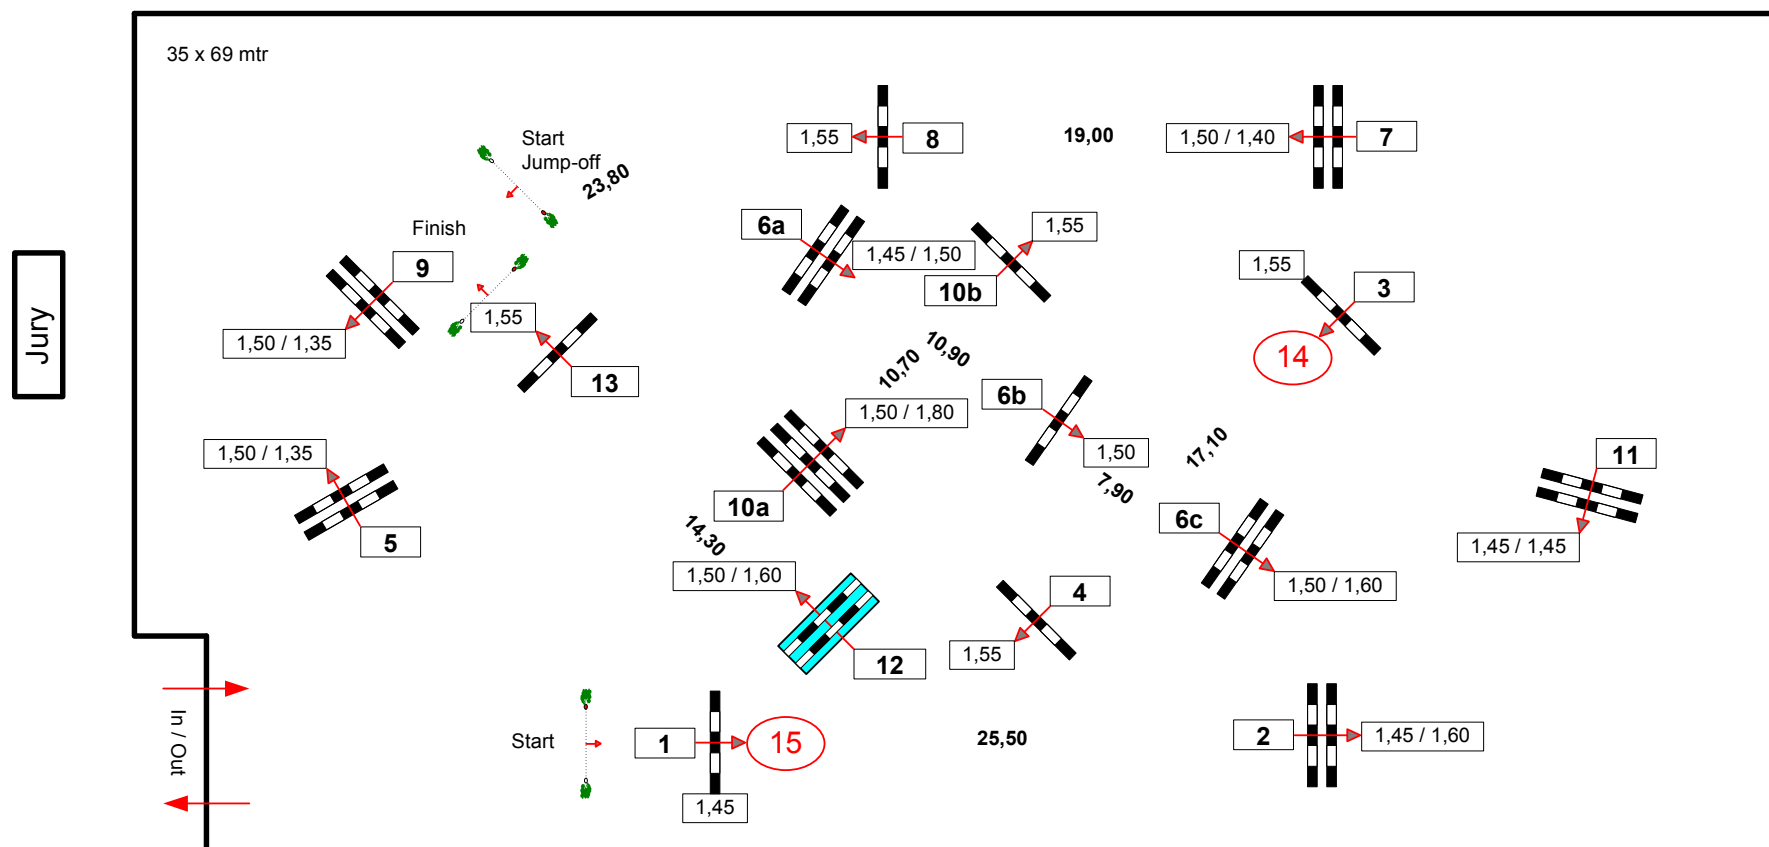 35 x 69 mtr
Start
Jump-off
23,80
1,55
8
19,00
1,50 / 1,40
7
Finish
9
1,50 / 1,35
1,55
13
6a
1,45 / 1,50
10b
1,55
1,55
3
14
Jury
10,70
10,90
6b
1,50
7,90
17,10
11
1,45 / 1,45
1,50 / 1,35
5
10a
1,50 / 1,80
14,30
1,50 / 1,60
12
4
1,55
6c
1,50 / 1,60
In / Out
Start
1
15
1,45
25,50
2
1,45 / 1,60